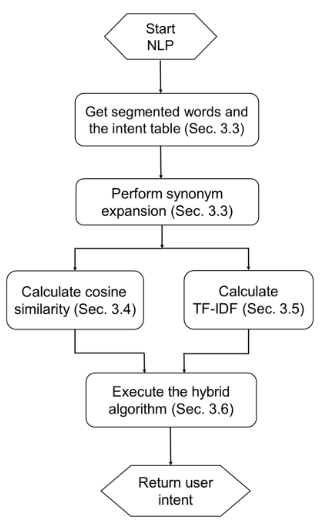 Start
NLP
Get segmented words and
the intent table (Sec. 3.3)
Perform synonym
expansion (Sec. 3.3)
Calculate cosine
similarity (Sec. 3.4)
Calculate
TF-IDF (Sec. 3.5)
Execute the hybrid
algorithm (Sec. 3.6)
Return user
intent